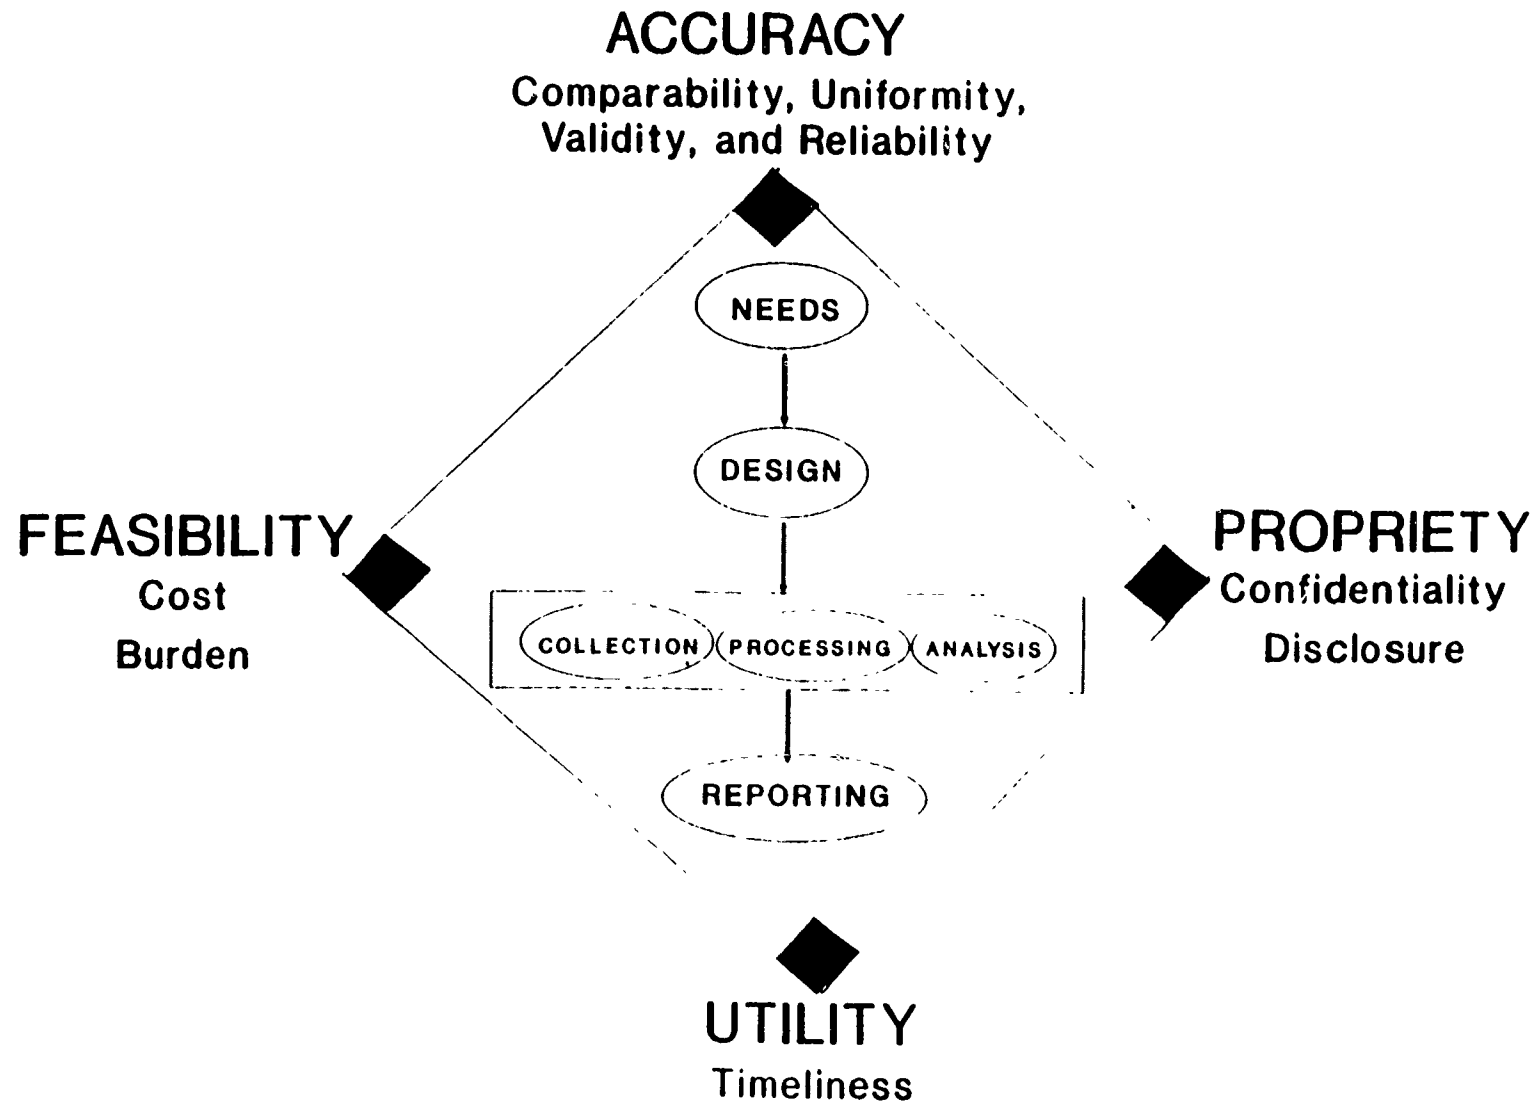 ACCURACY
Comparability, Uniformity,
Validity, and Reliability
NEEDS
DESIGN
FEASIBILITY
Cost
Burden
PROPRIETY
Confidentiality
Disclosure
COLLECTION PROCESSING ANALYSIS
REPORTING
UTILITY
Timeliness